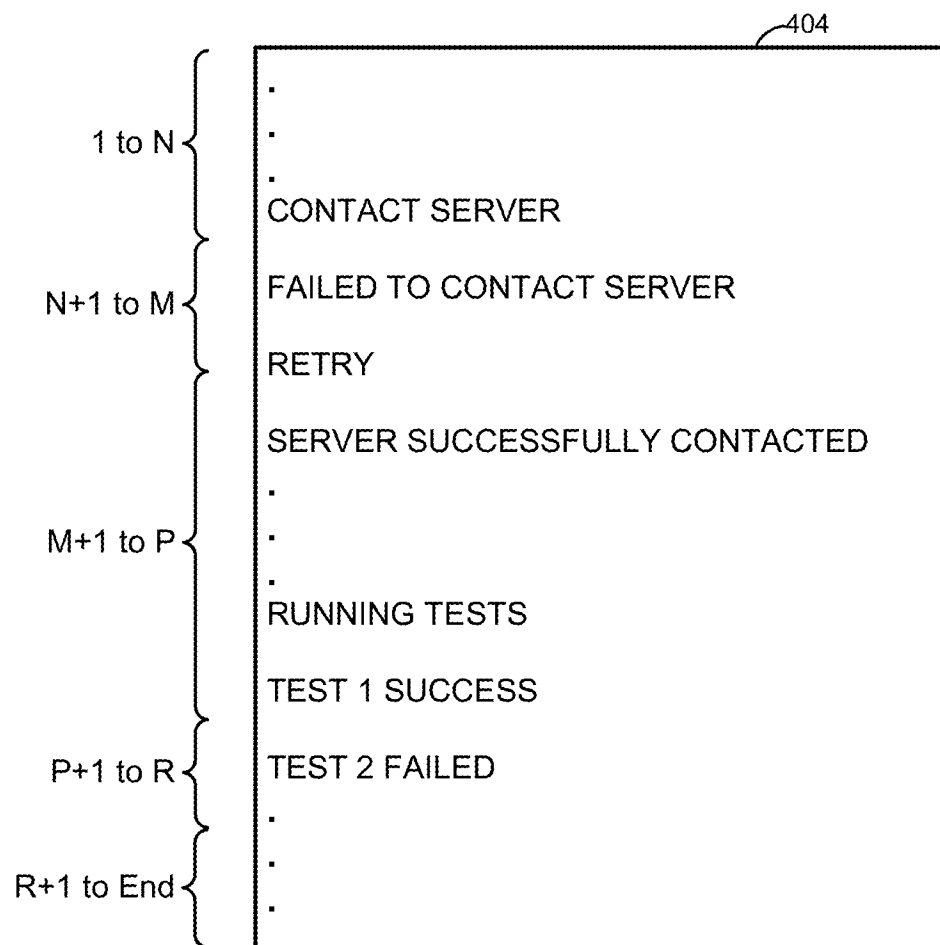 404
.
.
.
1 to N
CONTACT SERVER
N+1 to M
FAILED TO CONTACT SERVER
RETRY
SERVER SUCCESSFULLY CONTACTED
.
.
M+1 to P
.
RUNNING TESTS
TEST 1 SUCCESS
P+1 to R
TEST 2 FAILED
.
.
R+1 to End
.